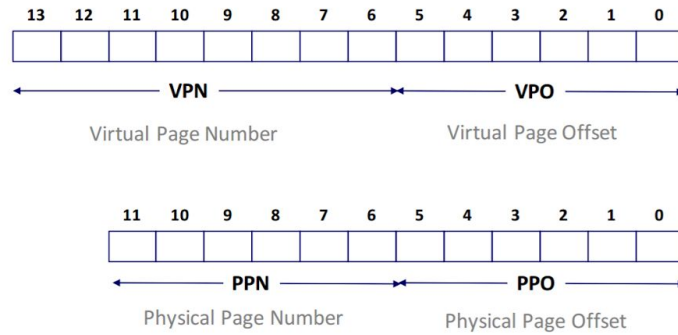 13 12 11 10 9 8 7 6 5 4 3 2 1 0
VPN VPO
Virtual Page Number Virtual Page Offset
11 10 9 8 7 6 5 4 3 2 1 0
PPN PPO
Physical Page Number Physical Page Offset